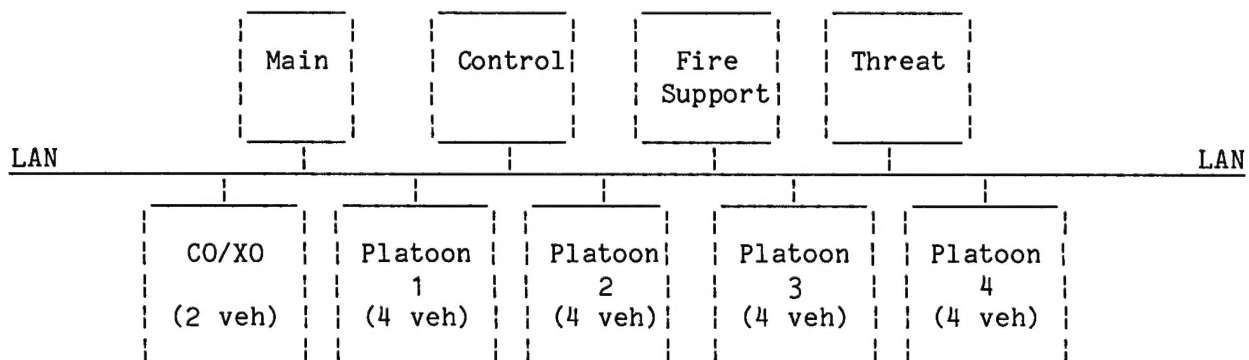 Main Control Fire Threat
Support
LAN LAN
CO/XO Platoon Platoon Platoon Platoon
1 2 3 4
(2 veh) (4 veh) (4 veh) (4 veh) (4 veh)